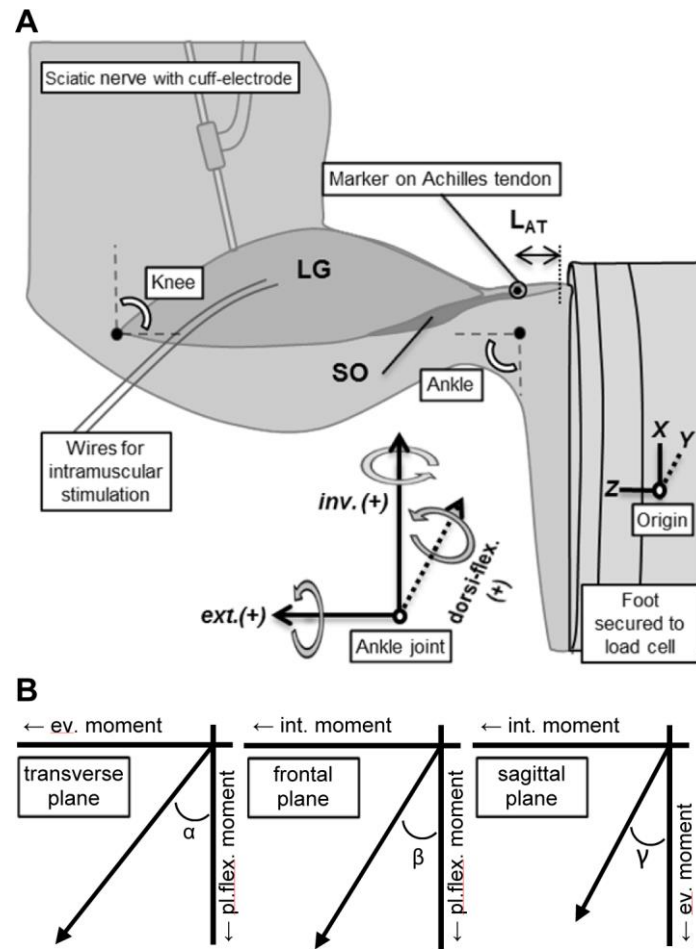 A
Sciatic nerve with cuff-electrode
Marker on Achilles tendon
LAT
Knee
LG
SO
Ankle
Wires for
intramuscular
stimulation
X
Y
Z
Origin
inv. (+)
dorsi-flex.
(+)
ext.(+)
Ankle joint
Foot
secured to
load cell
B
← ev. moment
transverse
plane
α
← pl.flex. moment
← int. moment
frontal
plane
β
← pl.flex. moment
← int. moment
sagittal
plane
γ
← ev. moment